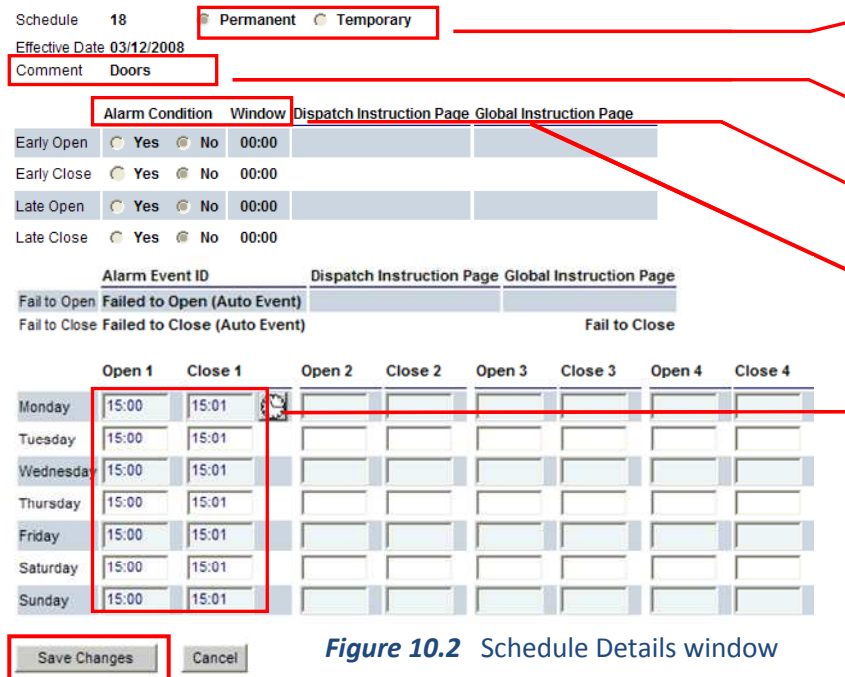 Schedule 18 Permanent Temporary
Effective Date 03/12/2008
Comment Doors
Alarm Condition Window Dispatch Instruction Page Global Instruction Page
Early Open Yes No 00:00
Early Close Yes No 00:00
Late Open Yes No 00:00
Late Close Yes No 00:00
Alarm Event ID Dispatch Instruction Page Global Instruction Page
Fail to Open Failed to Open (Auto Event)
Fail to Close Failed to Close (Auto Event) Fail to Close
Open 1 Close 1 Open 2 Close 2 Open 3 Close 3 Open 4 Close 4
Monday 15:00 15:01
Tuesday 15:00 15:01
Wednesday 15:00 15:01
Thursday 15:00 15:01
Friday 15:00 15:01
Saturday 15:00 15:01
Sunday 15:00 15:01
Save Changes Cancel Figure 10.2 Schedule Details window